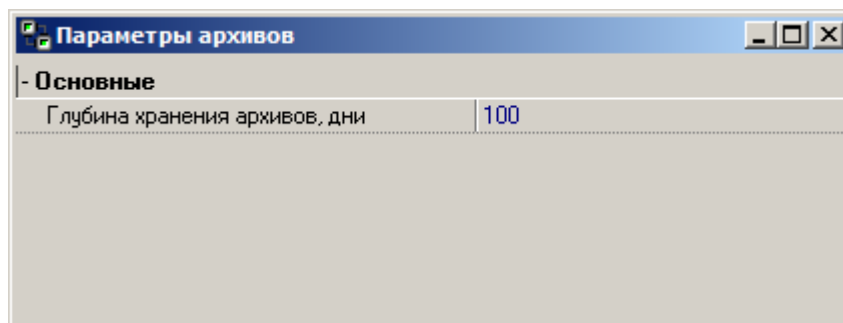 Параметры архивов
- Основные
Глубина хранения архивов, дни 100